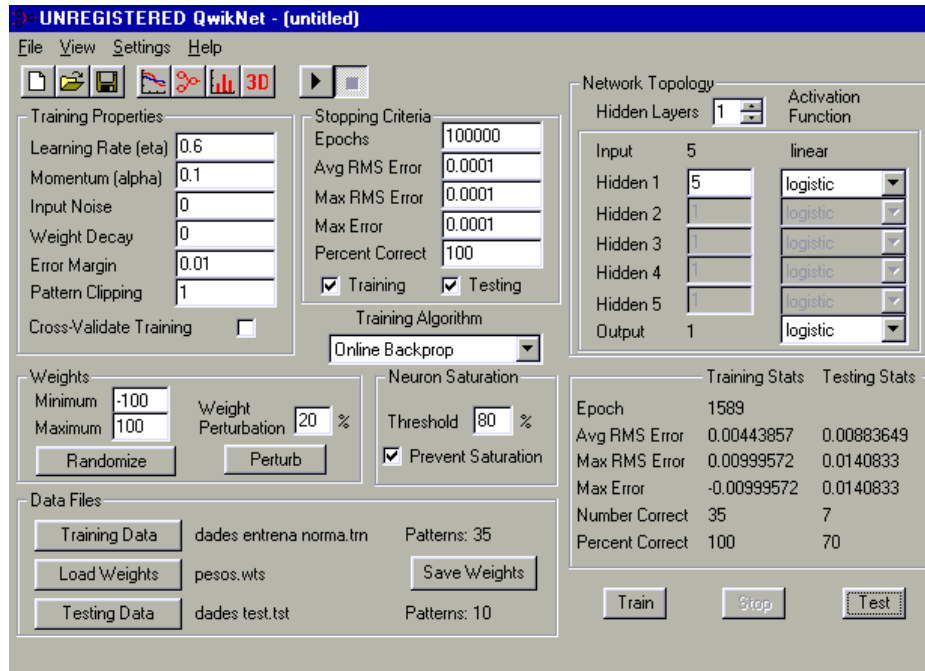 UNREGISTERED QwikNet - (untitled)
File View Settings Help
3D
Training Properties
Learning Rate (eta) 0.6
Momentum (alpha) 0.1
Input Noise 0
Weight Decay 0
Error Margin 0.01
Pattern Clipping 1
Cross-Validate Training
Stopping Criteria
Epochs 100000
Avg RMS Error 0.0001
Max RMS Error 0.0001
Max Error 0.0001
Percent Correct 100
Training Testing
Training Algorithm
Online Backprop
Network Topology
Hidden Layers 1 Activation Function
Input 5 linear
Hidden 1 5 logistic
Hidden 2 1 logistic
Hidden 3 1 logistic
Hidden 4 1 logistic
Hidden 5 1 logistic
Output 1 logistic
Weights
Minimum -100
Maximum 100
Weight Perturbation 20 %
Randomize Perturb
Neuron Saturation
Threshold 80 %
Prevent Saturation
Training Stats Testing Stats
Epoch 1589
Avg RMS Error 0.00443857 0.00883649
Max RMS Error 0.00999572 0.0140833
Max Error -0.00999572 0.0140833
Number Correct 35 7
Percent Correct 100 70
Data Files
Training Data dades entrena norma.trn Patterns: 35
Load Weights pesos.wts Save Weights
Testing Data dades test.tst Patterns: 10
Train Stop Test